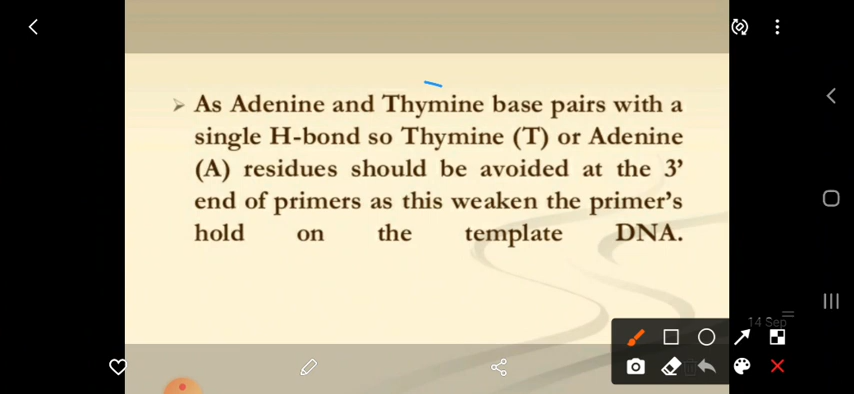 As Adenine and Thymine base pairs with a
single H-bond so Thymine (T) or Adenine
(A) residues should be avoided at the 3’
end of primers as this weaken the primer’s
hold on the template DNA.
14 Sep